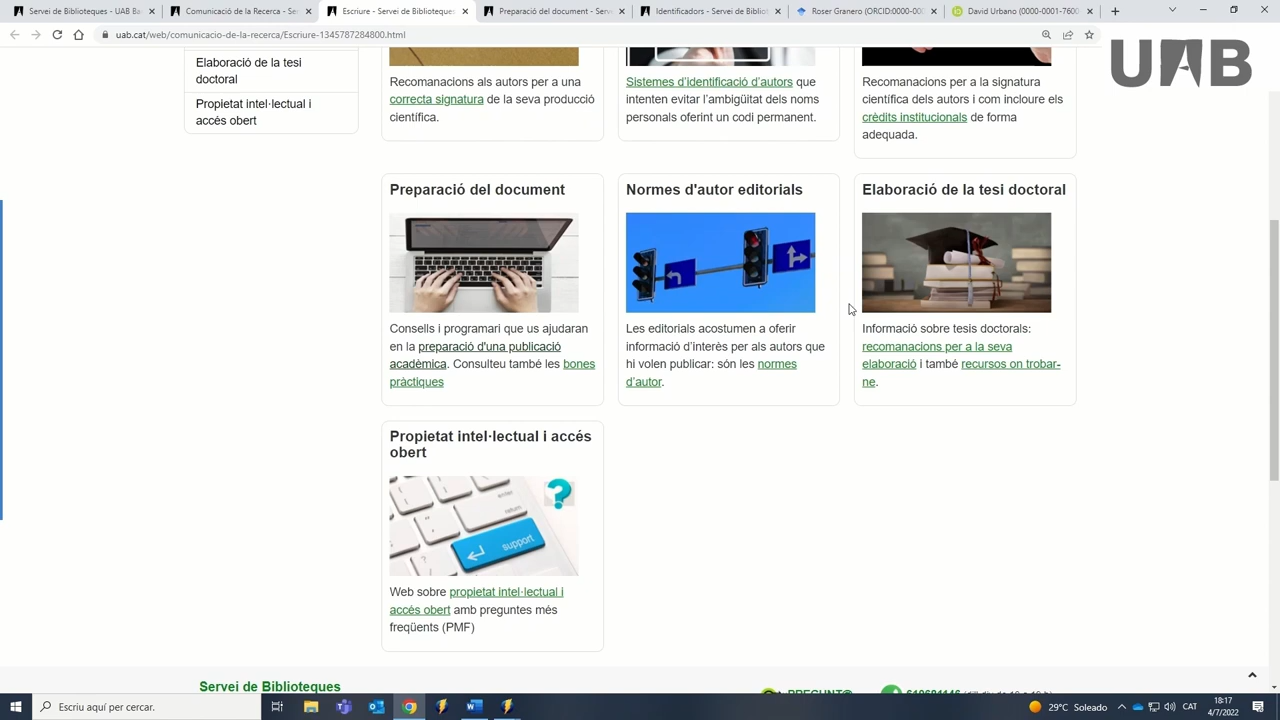 Servei de Biblioteques - UAB Ba
Comunicació de la Recerca - Se
Escriure - Servei de Biblioteques -
Preparació del document - Serv
Identificadors - Servei de Bibliot
Roser Granero (ORCID:0000-00
David Urbano (0000-0001-7600
uab.cat/web/comunicacio-de-la-recerca/Escriure-1345787284800.html
UAB
Elaboració de la tesi
doctoral
Propietat intel·lectual i
accés obert
Recomanacions als autors per a una
correcta signatura de la seva producció
científica.
Sistemes d'identificació d'autors que
intenten evitar l'ambigüitat dels noms
personals oferint un codi permanent.
Recomanacions per a la signatura
científica dels autors i com incloure els
crèdits institucionals de forma
adequada.
Preparació del document
Consells i programari que us ajudaran
en la preparació d'una publicació
acadèmica. Consulteu també les bones
pràctiques
Normes d'autor editorials
Les editorials acostumen a oferir
informació d'interès per als autors que
hi volen publicar: són les normes
d'autor.
Elaboració de la tesi doctoral
Informació sobre tesis doctorals:
recomanacions per a la seva
elaboració i també recursos on trobar-
ne.
Propietat intel·lectual i accés
obert
return
support
?
Web sobre propietat intel·lectual i
accés obert amb preguntes més
freqüents (PMF)
Servei de Biblioteques
PREGUNT@
Escriu aquí per cercar.
29°C Soleado
CAT
18:17
4/7/2022